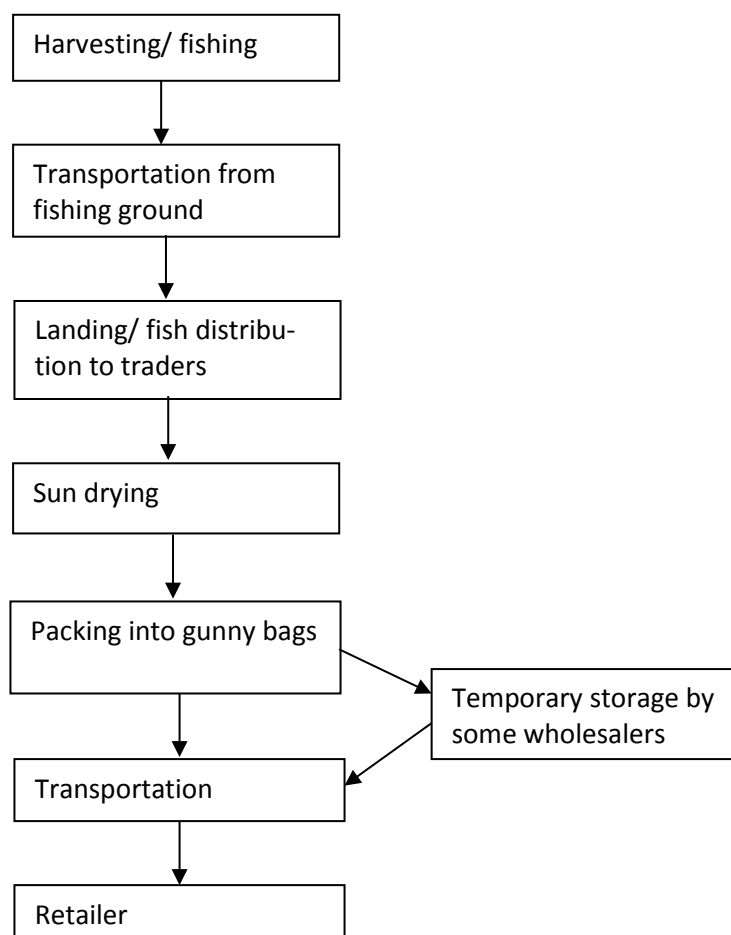 Harvesting/ fishing
Transportation from
fishing ground
Landing/ fish distribu-
tion to traders
Sun drying
Packing into gunny bags
Temporary storage by
some wholesalers
Transportation
Retailer